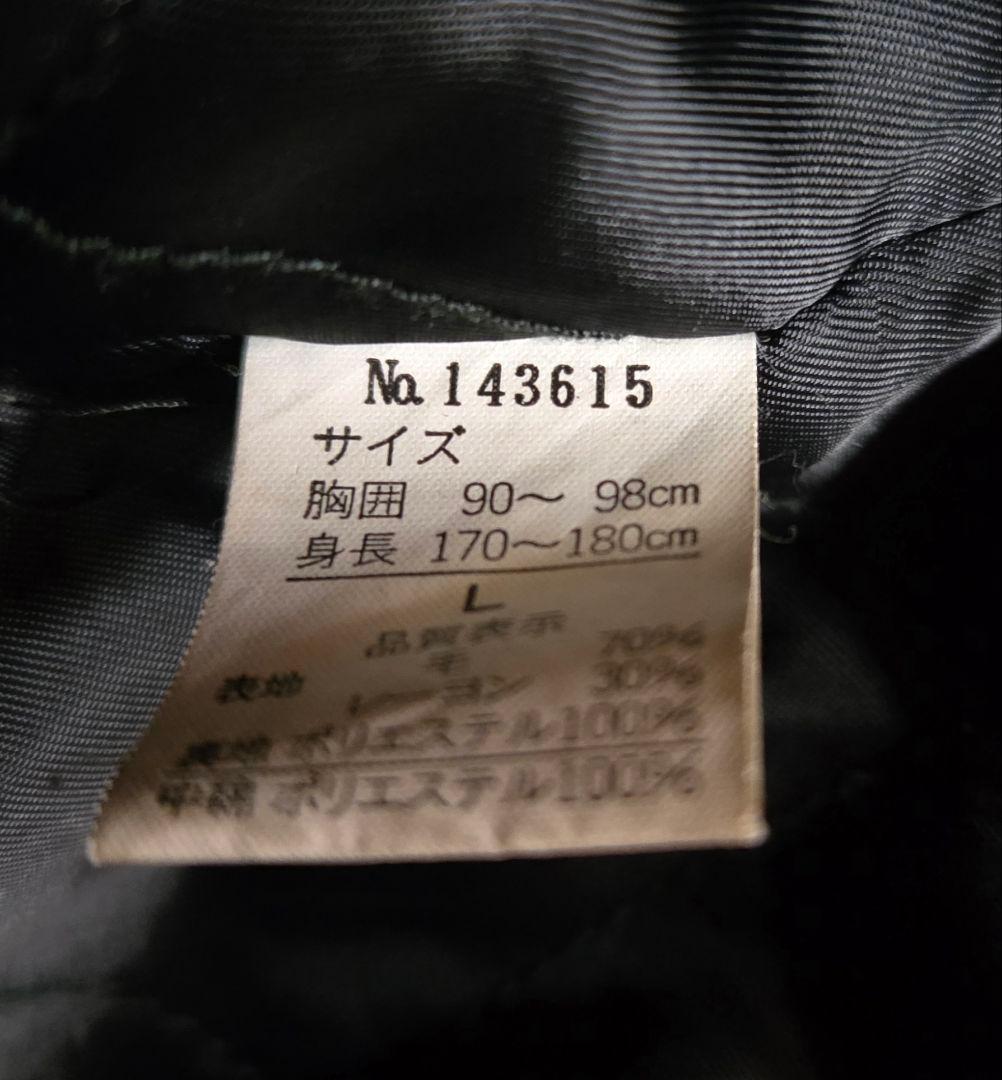 No.143615
サイズ
胸囲 90～ 98cm
身長 170～180cm
L
品質表示
毛 70%
表地
レーヨン 30%
裏地 ポリエステル100%
中綿 ポリエステル100%